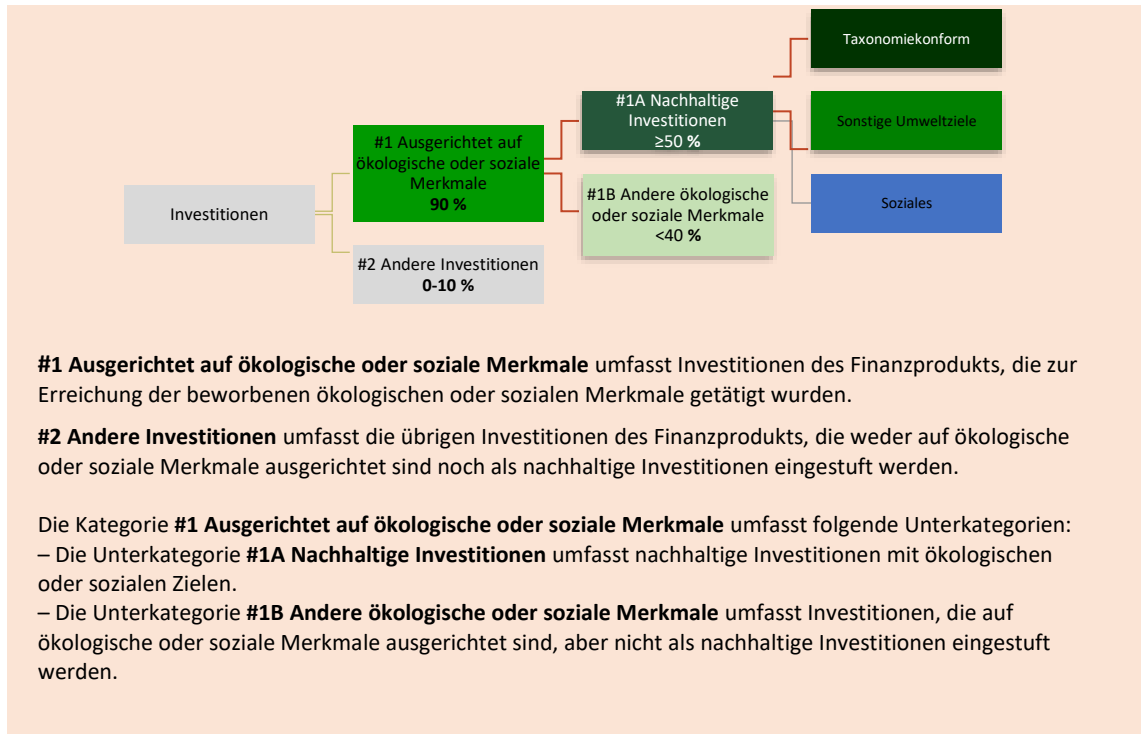 Taxonomiekonform
#1A Nachhaltige
Investitionen
≥50 %
Sonstige Umweltziele
#1 Ausgerichtet auf
ökologische oder soziale
Merkmale
90 %
#1B Andere ökologische
oder soziale Merkmale
<40 %
Soziales
Investitionen
#2 Andere Investitionen
0-10 %
#1 Ausgerichtet auf ökologische oder soziale Merkmale umfasst Investitionen des Finanzprodukts, die zur
Erreichung der beworbenen ökologischen oder sozialen Merkmale getätigt wurden.
#2 Andere Investitionen umfasst die übrigen Investitionen des Finanzprodukts, die weder auf ökologische
oder soziale Merkmale ausgerichtet sind noch als nachhaltige Investitionen eingestuft werden.
Die Kategorie #1 Ausgerichtet auf ökologische oder soziale Merkmale umfasst folgende Unterkategorien:
– Die Unterkategorie #1A Nachhaltige Investitionen umfasst nachhaltige Investitionen mit ökologischen
oder sozialen Zielen.
– Die Unterkategorie #1B Andere ökologische oder soziale Merkmale umfasst Investitionen, die auf
ökologische oder soziale Merkmale ausgerichtet sind, aber nicht als nachhaltige Investitionen eingestuft
werden.